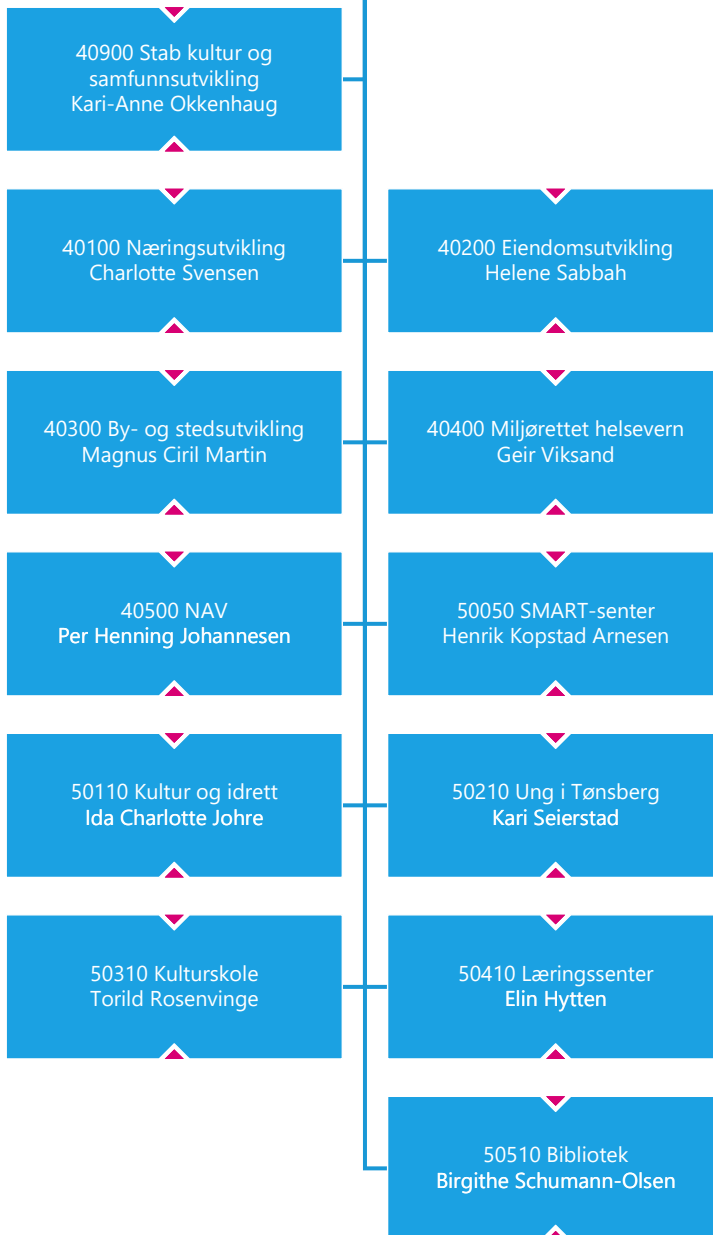 40900 Stab kultur og
samfunnsutvikling
Kari-Anne Okkenhaug
40100 Næringsutvikling
Charlotte Svensen
40200 Eiendomsutvikling
Helene Sabbah
40300 By- og stedsutvikling
Magnus Ciril Martin
40400 Miljørettet helsevern
Geir Viksand
40500 NAV
Per Henning Johannesen
50050 SMART-senter
Henrik Kopstad Arnesen
50110 Kultur og idrett
Ida Charlotte Johre
50210 Ung i Tønsberg
Kari Seierstad
50310 Kulturskole
Torild Rosenvinge
50410 Læringssenter
Elin Hytten
50510 Bibliotek
Birgithe Schumann-Olsen